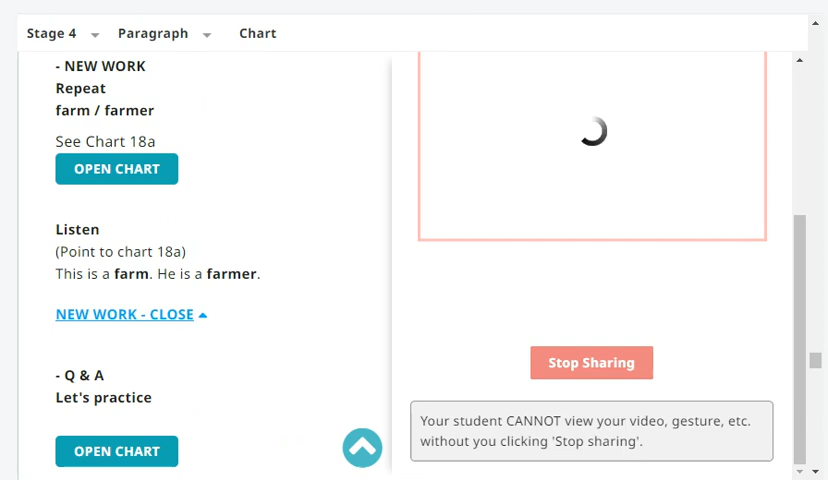 Stage 4 Paragraph Chart
- NEW WORK
Repeat
farm / farmer
See Chart 18a
OPEN CHART
Listen
(Point to chart 18a)
This is a farm. He is a farmer.
NEW WORK - CLOSE
- Q & A
Let's practice
OPEN CHART
Stop Sharing
Your student CANNOT view your video, gesture, etc.
without you clicking 'Stop sharing'.